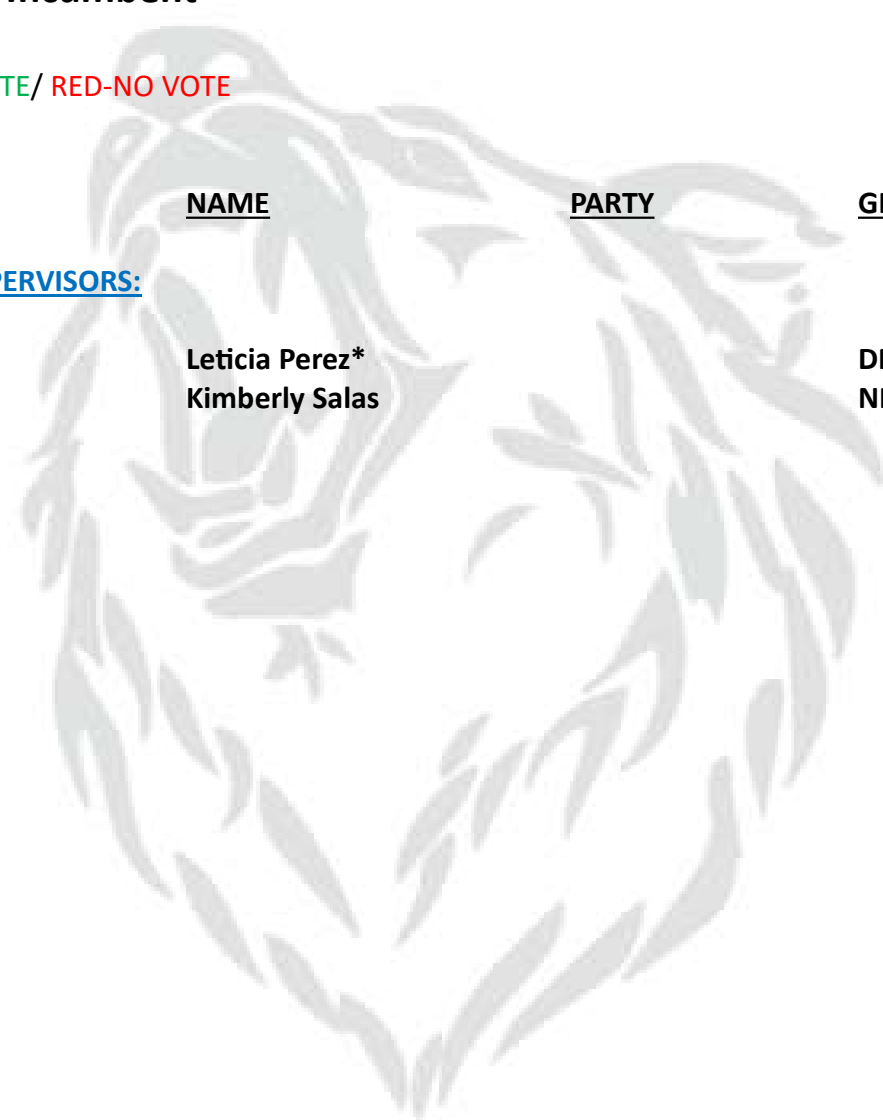 TE/ RED-NO VOTE
NAME PARTY
PERVISORS:
Leticia Perez*
Kimberly Salas